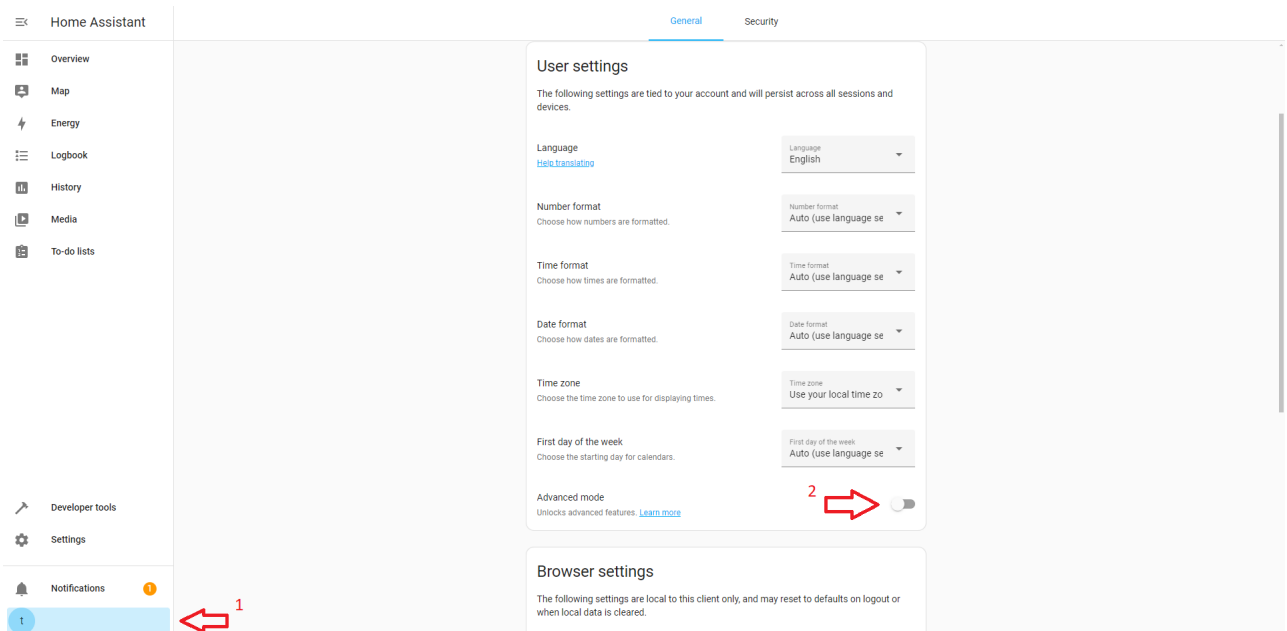 Home Assistant
General
Security
Overview
Map
Energy
Logbook
History
Media
To-do lists
Developer tools
Settings
Notifications
1
t
1
User settings
The following settings are tied to your account and will persist across all sessions and
devices.
Language
Help translating
Language
English
Number format
Choose how numbers are formatted.
Number format
Auto (use language se
Time format
Choose how times are formatted.
Time format
Auto (use language se
Date format
Choose how dates are formatted.
Date format
Auto (use language se
Time zone
Choose the time zone to use for displaying times.
Time zone
Use your local time zo
First day of the week
Choose the starting day for calendars.
First day of the week
Auto (use language se
Advanced mode
Unlocks advanced features. Learn more
2
Browser settings
The following settings are local to this client only, and may reset to defaults on logout or
when local data is cleared.